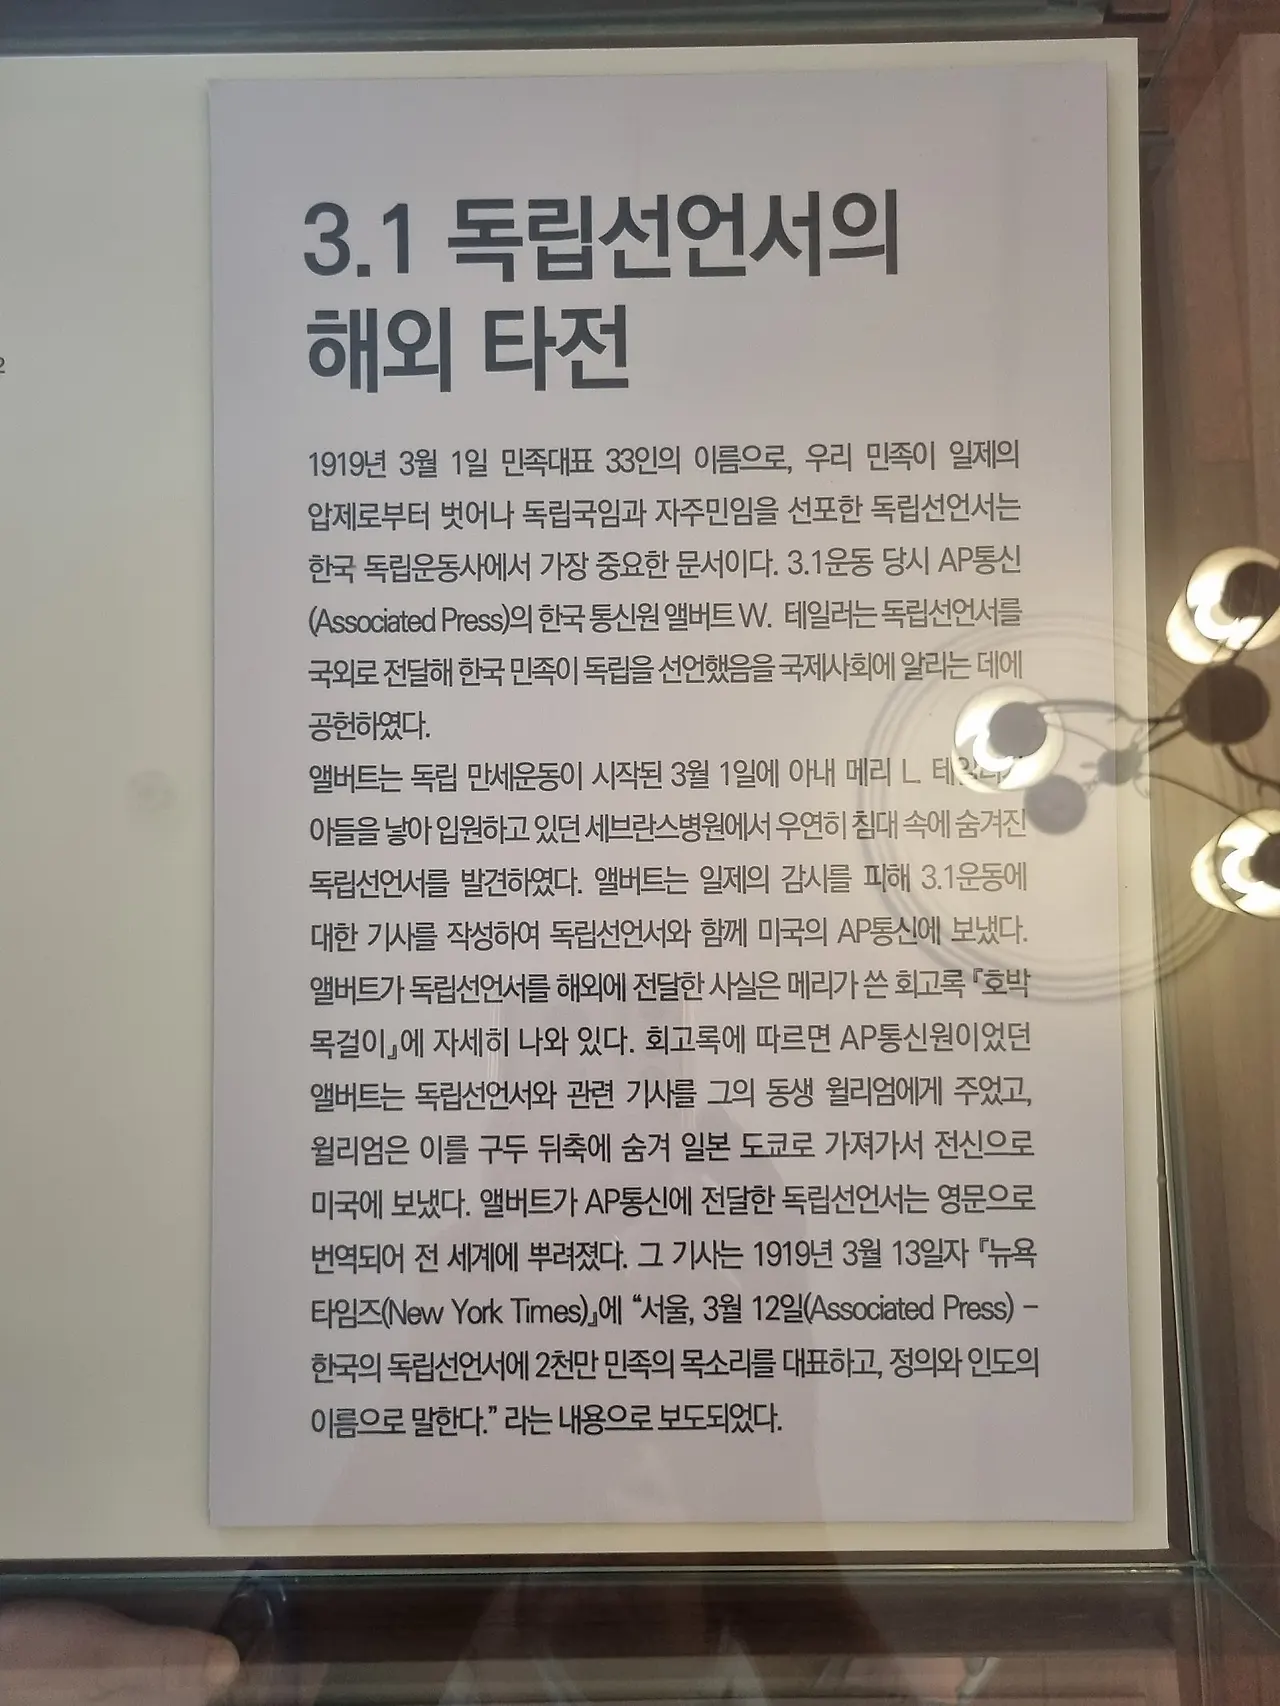 3.1 독립선언서의
해외 타전
1919년 3월 1일 민족대표 33인의 이름으로, 우리 민족이 일제의
압제로부터 벗어나 독립국임과 자주민임을 선포한 독립선언서는
한국 독립운동사에서 가장 중요한 문서이다. 3.1운동 당시 AP통신
(Associated Press)의 한국 통신원 앨버트 W. 테일러는 독립선언서를
국외로 전달해 한국 민족이 독립을 선언했음을 국제사회에 알리는 데에
공헌하였다.
앨버트는 독립 만세운동이 시작된 3월 1일에 아내 메리 L.
아들을 낳아 입원하고 있던 세브란스병원에서 우연히 침대 속에 숨겨진
독립선언서를 발견하였다. 앨버트는 일제의 감시를 피해 3.1운동에
대한 기사를 작성하여 독립선언서와 함께 미국의 AP통신에 보냈다.
앨버트가 독립선언서를 해외에 전달한 사실은 메리가 쓴 회고록 『호박
목걸이』에 자세히 나와 있다. 회고록에 따르면 AP통신원이었던
앨버트는 독립선언서와 관련 기사를 그의 동생 윌리엄에게 주었고,
윌리엄은 이를 구두 뒤축에 숨겨 일본 도쿄로 가져가서 전신으로
미국에 보냈다. 앨버트가 AP통신에 전달한 독립선언서는 영문으로
번역되어 전 세계에 뿌려졌다. 그 기사는 1919년 3월 13일자 『뉴욕
타임즈(New York Times)』에 “서울, 3월 12일(Associated Press) –
한국의 독립선언서에 2천만 민족의 목소리를 대표하고, 정의와 인도의
이름으로 말한다.” 라는 내용으로 보도되었다.